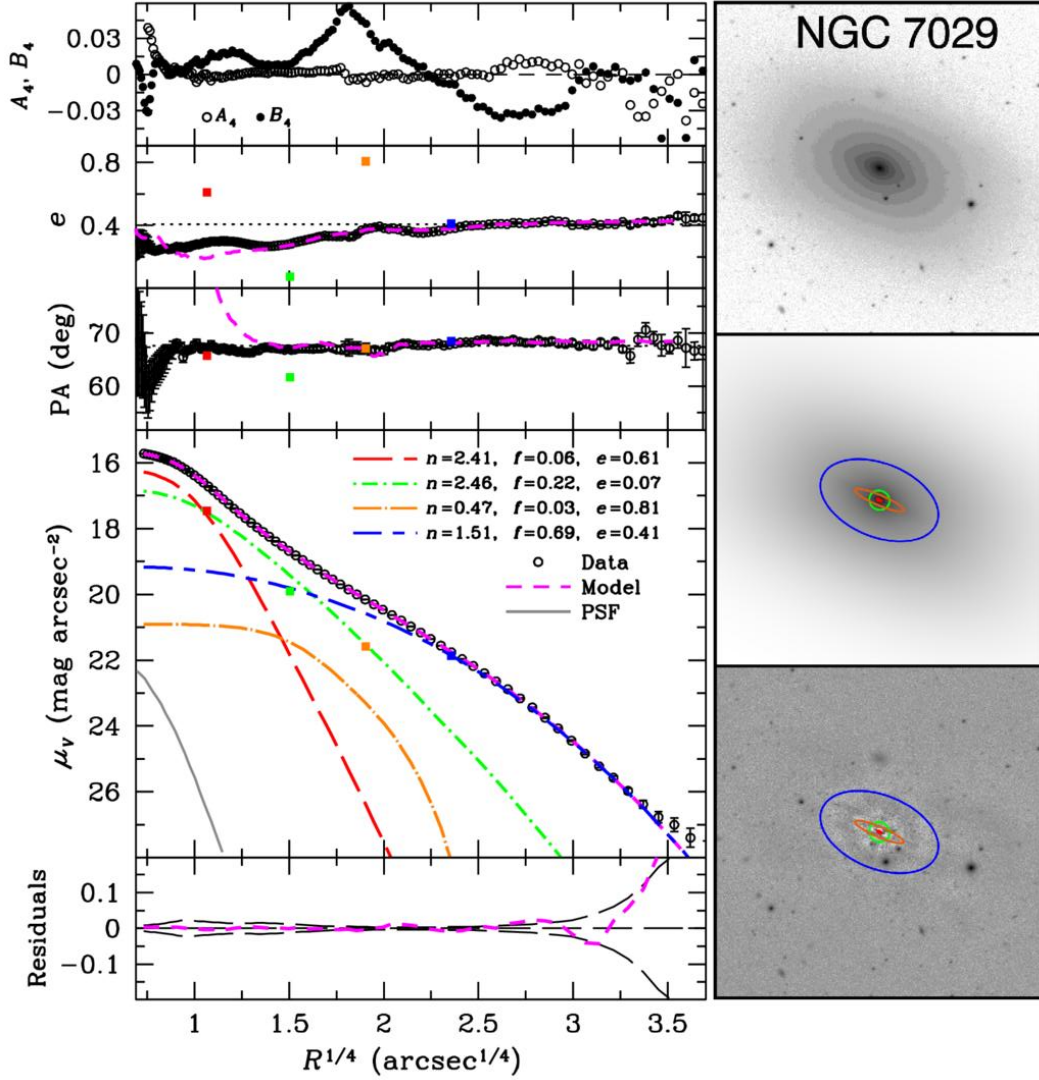 NGC 7029
0.03
0
−0.03
A4, B4
A4 B4
0.8
0.4
e
70
60
PA (deg)
16
18
20
22
24
26
μV (mag arcsec−2)
n=2.41, f=0.06, e=0.61
n=2.46, f=0.22, e=0.07
n=0.47, f=0.03, e=0.81
n=1.51, f=0.69, e=0.41
Data
Model
PSF
0.1
0
−0.1
Residuals
1 1.5 2 2.5 3 3.5
R1/4 (arcsec1/4)